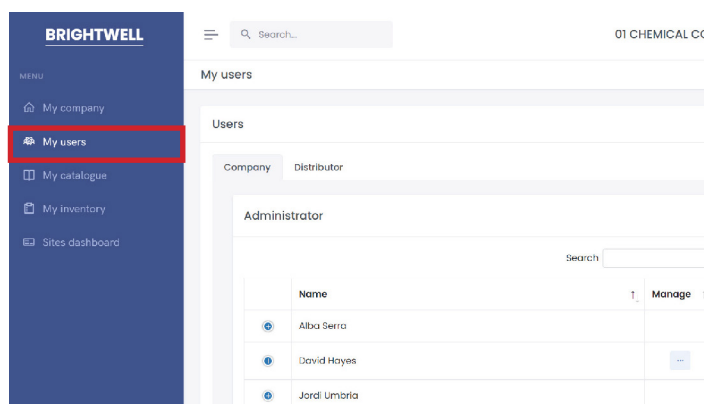 BRIGHTWELL
Search...
01 CHEMICAL CO
MENU
My users
My company
My users
My catalogue
My inventory
Sites dashboard
Users
Company Distributor
Administrator
Search
Name Manage
Alba Serra
David Hayes
...
Jordi Umbria